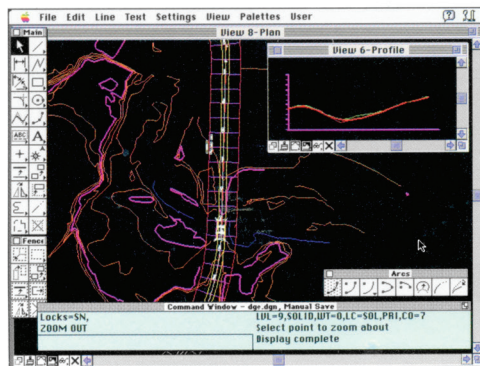 File Edit Line Text Settings View Palettes User
Main
View 8-Plan
View 6-Profile
ABC
A
Fence
Arcs
Command Window - dgr.dgn, Manual Save
Locks=SN,
LVL=9,SOLID,WT=0,LC=SOL,PRI,CO=7
ZOOM OUT
Select point to zoom about
Display complete